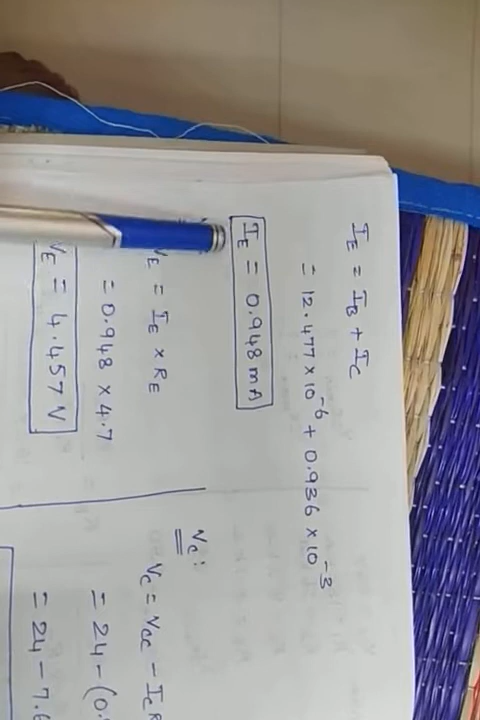 I_E = I_B + I_C
= 12.477 × 10⁻⁶ + 0.936 × 10⁻³
I_E = 0.948 mA
V_E = I_E × R_E
= 0.948 × 4.7
V_E = 4.457 V
V_C :
V_C = V_CC - I_C R
= 24 - (0.
= 24 - 7.6